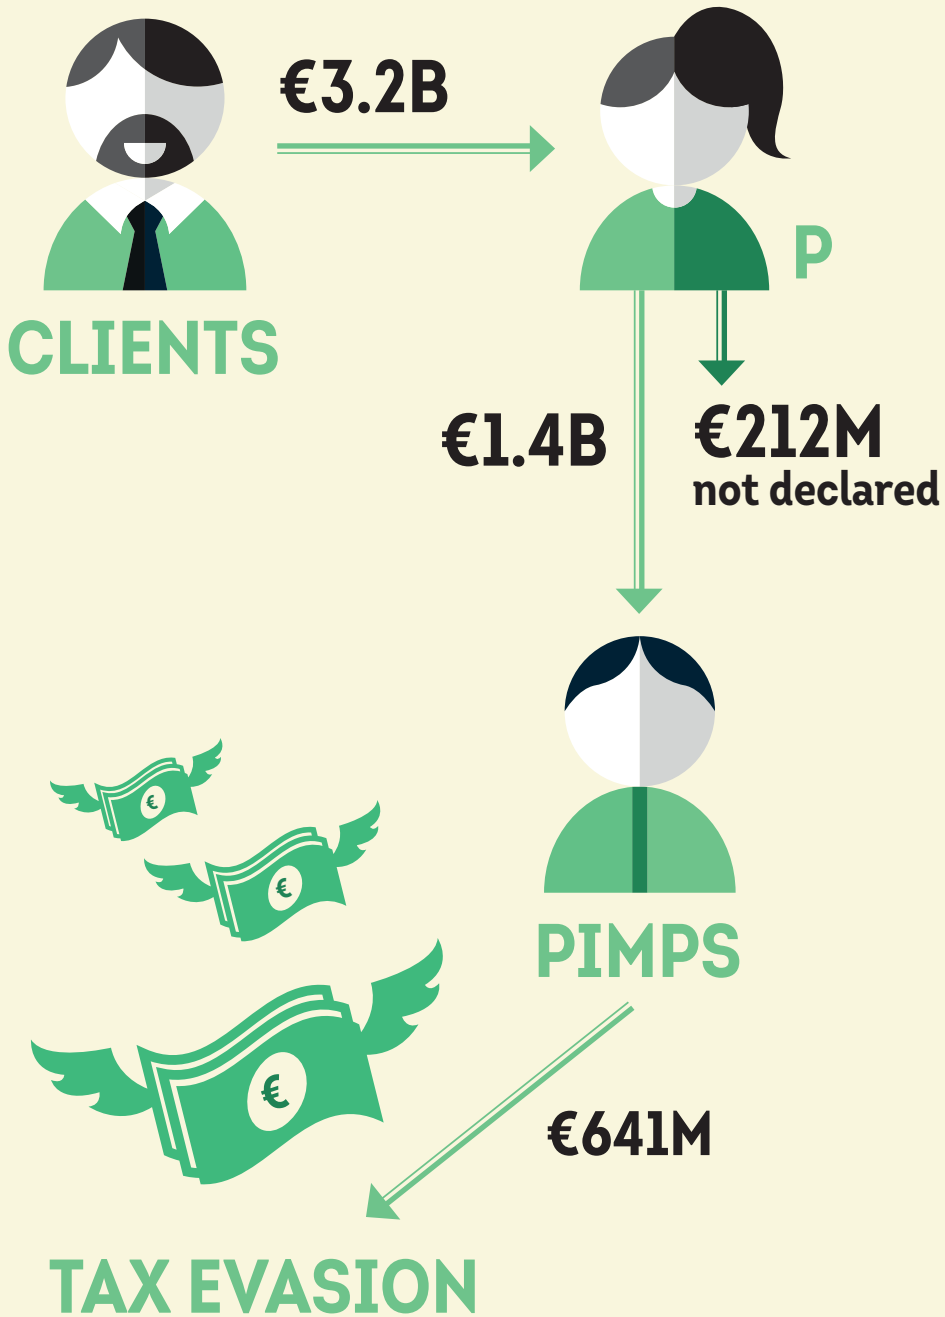 €3.2B
P
CLIENTS
€1.4B
€212M
not declared
€
€
PIMPS
€
€641M
TAX EVASION